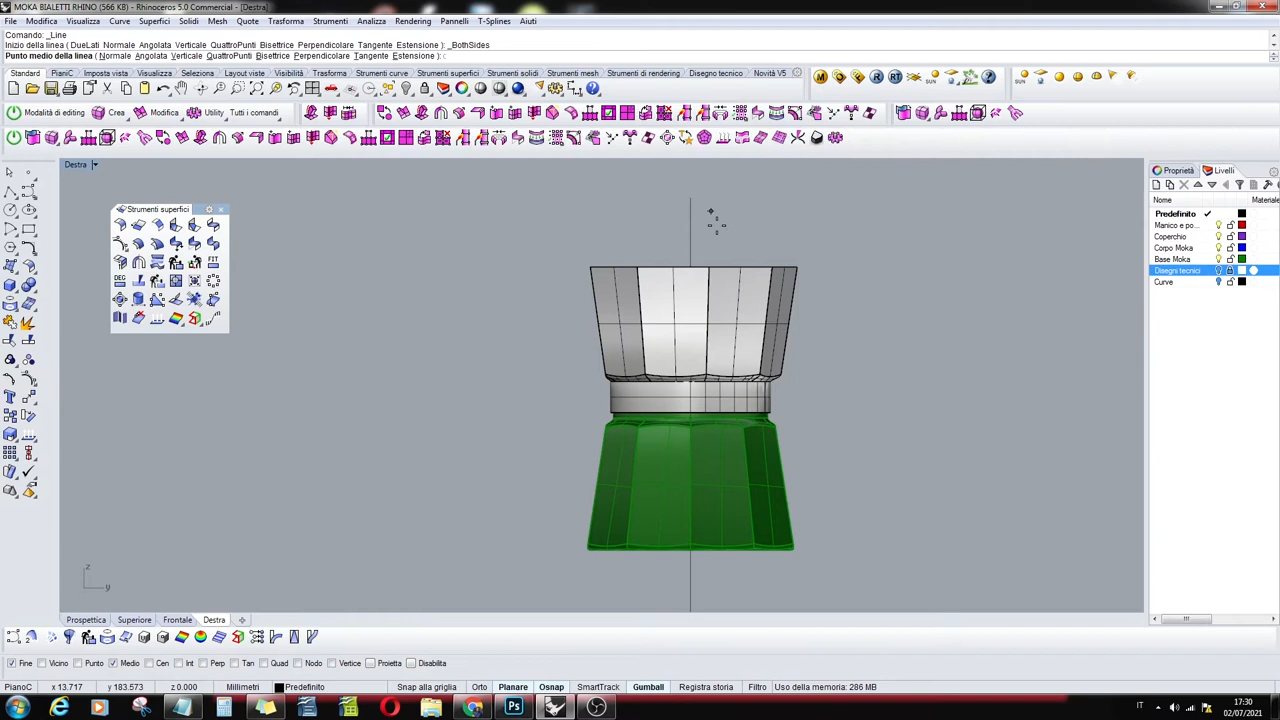 MOKA BIALETTI RHINO (566 KB) - Rhinoceros 5.0 Commercial - [Destra]
File Modifica Visualizza Curve Superfici Solidi Mesh Quote Trasforma Strumenti Analizza Rendering Pannelli T-Splines Aiuti
Comando: _Line
Inizio della linea ( DueLati Normale Angolata Verticale QuattroPunti Bisettrice Perpendicolare Tangente Estensione ): _BothSides
Punto medio della linea ( Normale Angolata Verticale QuattroPunti Bisettrice Perpendicolare Tangente Estensione ):
Standard PianiC Imposta vista Visualizza Seleziona Layout viste Visibilità Trasforma Strumenti curve Strumenti superfici Strumenti solidi Strumenti mesh Strumenti di rendering Disegno tecnico Novità V5
Modalità di editing Crea Modifica Utility Tutti i comandi
Destra
Proprietà Livelli
Nome Materiale
Predefinito
Manico e po...
Coperchio
Corpo Moka
Base Moka
Disegni tecnici
Curve
Strumenti superfici
DEG FIT
z
y
Prospettica Superiore Frontale Destra
Fine Vicino Punto Medio Cen Int Perp Tan Quad Nodo Vertice Proietta Disabilita
PianoC x 13.717 y 183.573 z 0.000 Millimetri Predefinito Snap alla griglia Orto Planare Osnap SmartTrack Gumball Registra storia Filtro Uso della memoria: 286 MB
IT 17:30
02/07/2021